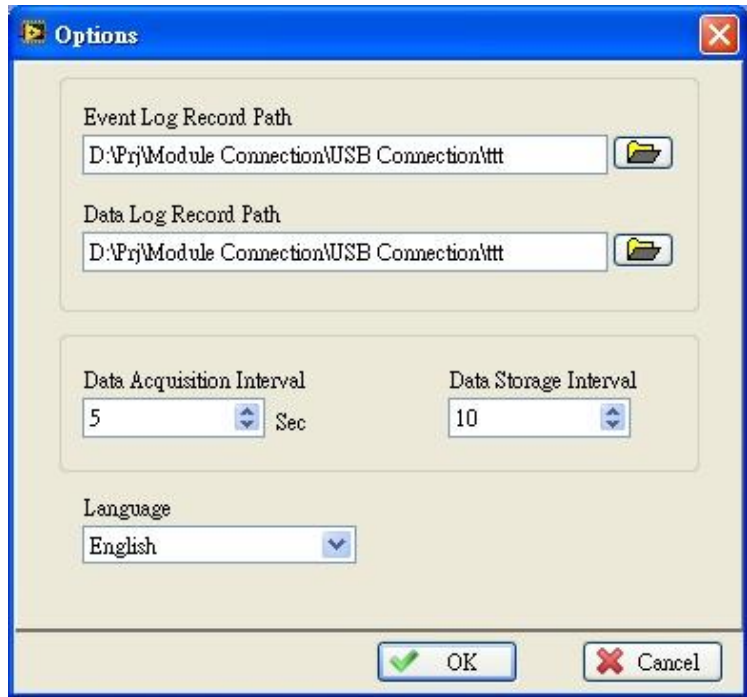 Options
Event Log Record Path
D:\Prj\Module Connection\USB Connection\ttt
Data Log Record Path
D:\Prj\Module Connection\USB Connection\ttt
Data Acquisition Interval Data Storage Interval
5 Sec 10
Language
English
OK Cancel